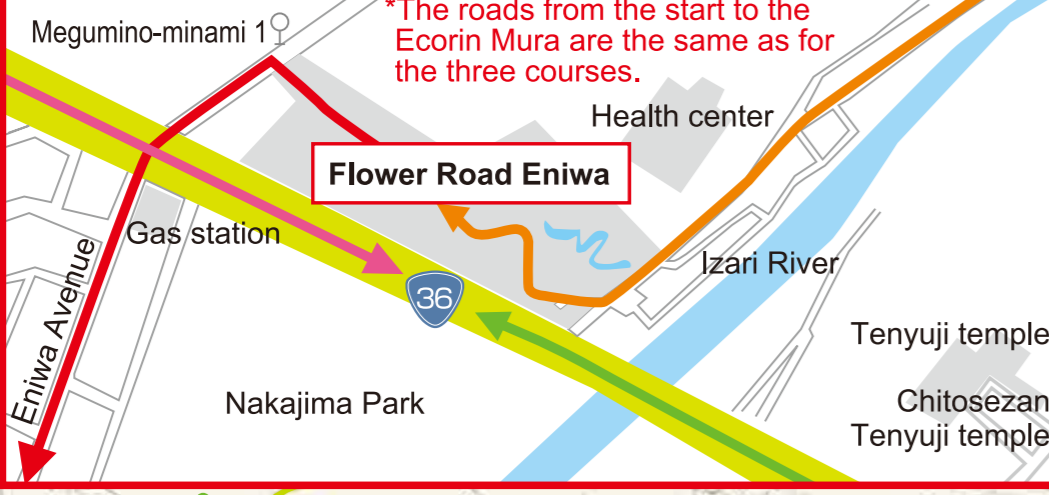 *The roads from the start to the
Ecorin Mura are the same as for
the three courses.
Megumino-minami 1
Health center
Flower Road Eniwa
Gas station
Izari River
Eniwa Avenue
36
Tenyuji temple
Nakajima Park
Chitosezan
Tenyuji temple